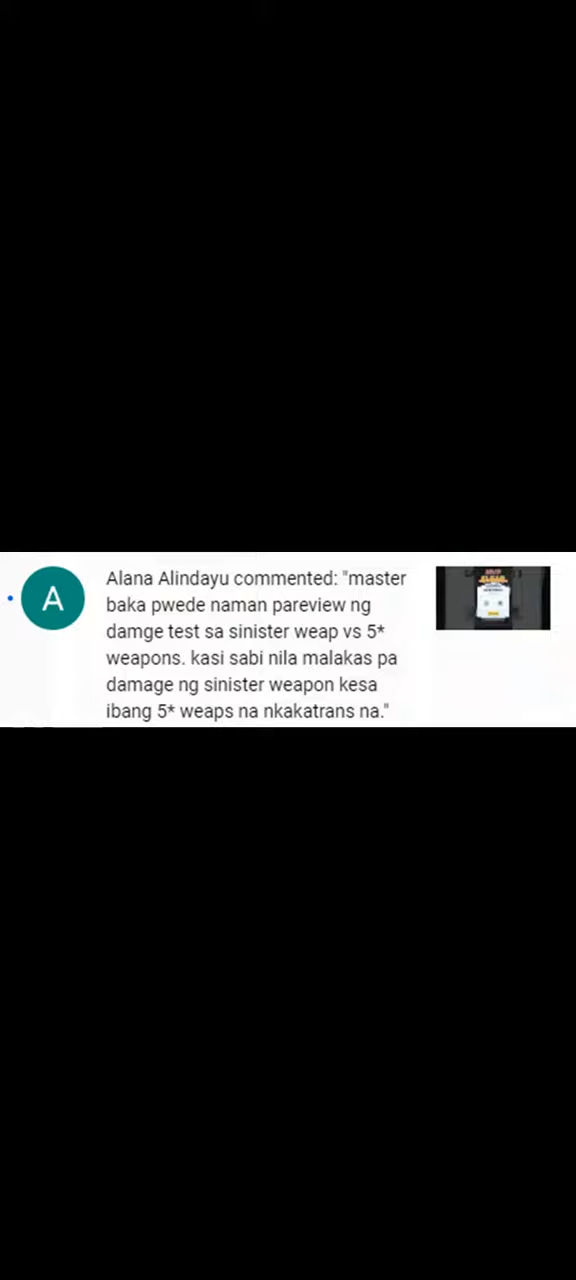 A
Alana Alindayu commented: "master
baka pwede naman pareview ng
damge test sa sinister weap vs 5*
weapons. kasi sabi nila malakas pa
damage ng sinister weapon kesa
ibang 5* weaps na nkakatrans na."